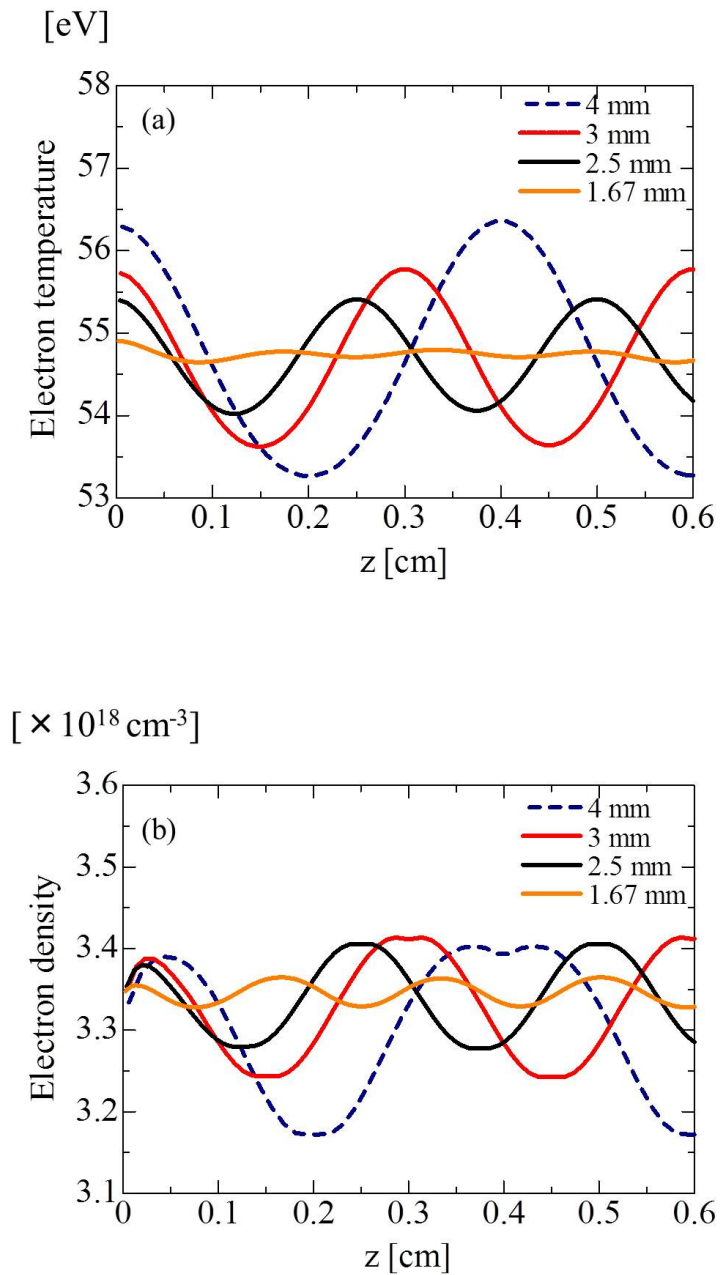 [eV]
58
57
56
55
54
53
Electron temperature
(a)
4 mm
3 mm
2.5 mm
1.67 mm
0 0.1 0.2 0.3 0.4 0.5 0.6
z [cm]
[ × 10¹⁸ cm⁻³]
3.6
3.5
3.4
3.3
3.2
3.1
Electron density
(b)
4 mm
3 mm
2.5 mm
1.67 mm
0 0.1 0.2 0.3 0.4 0.5 0.6
z [cm]